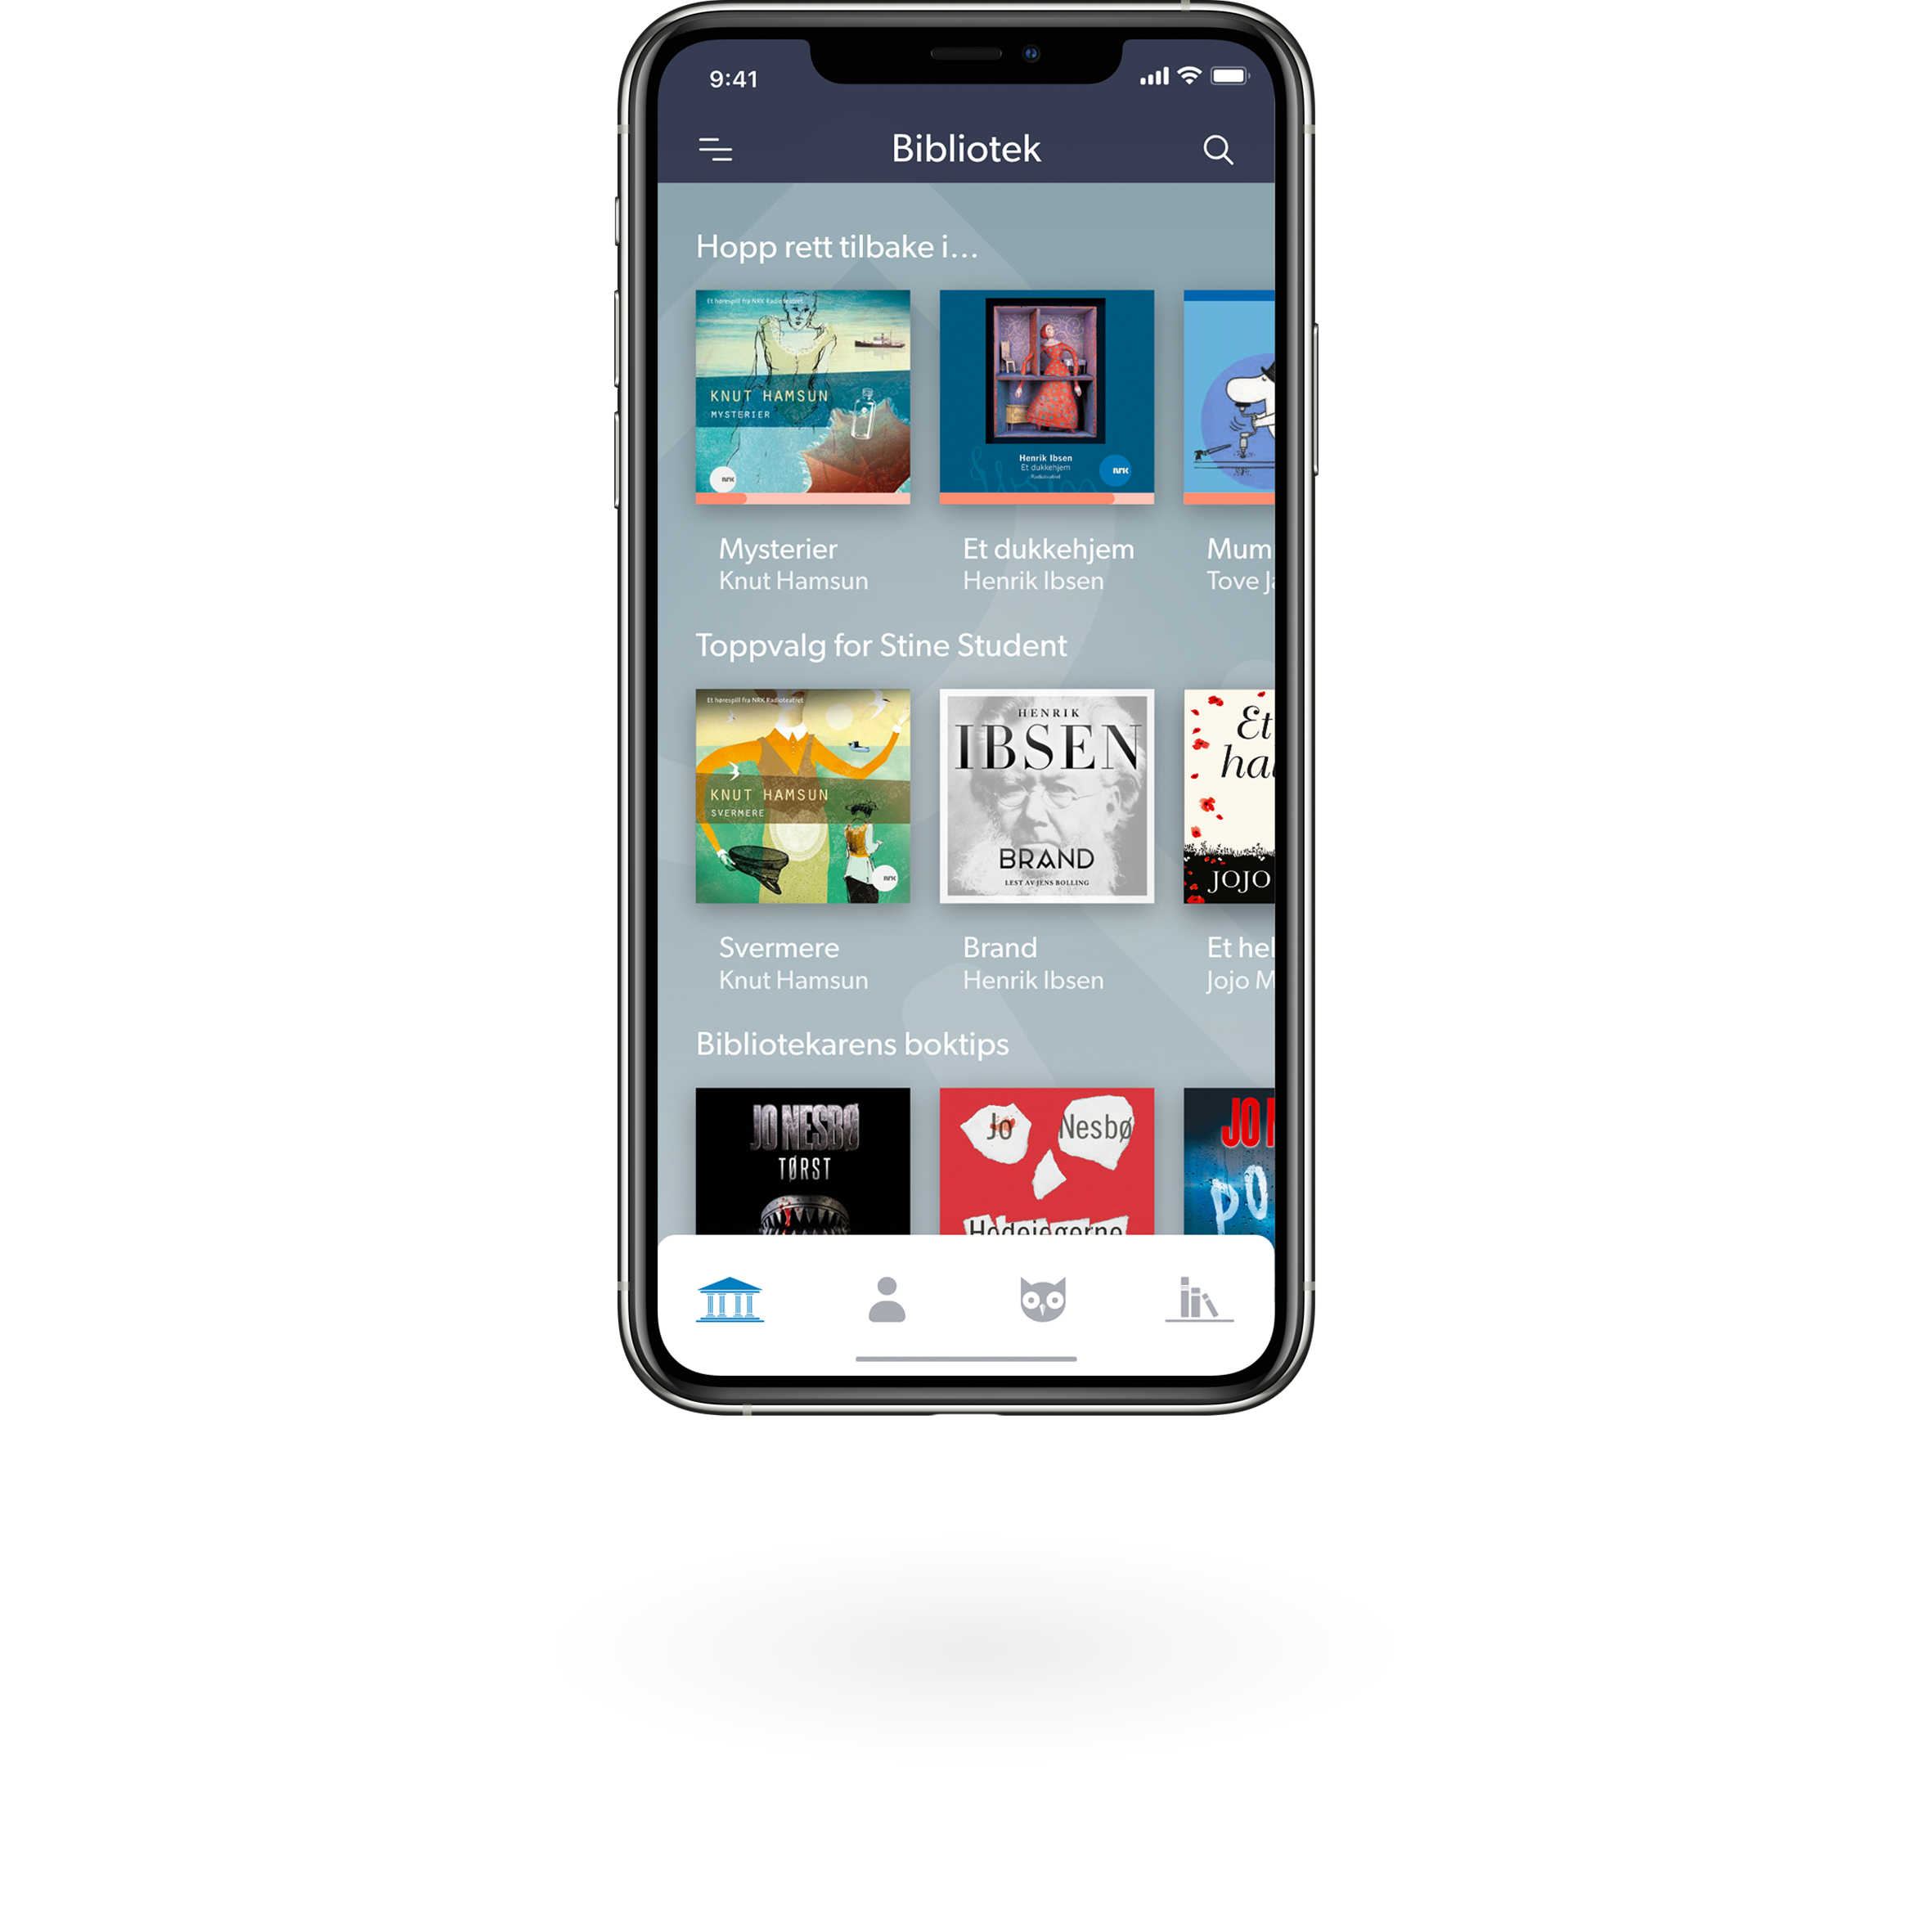 9:41
Bibliotek
Hopp rett tilbake i...
Et hørespill fra NRK Radioteatret
KNUT HAMSUN
MYSTERIER
NRK
Henrik Ibsen
Et dukkehjem
Radioteatret
NRK
Mysterier
Knut Hamsun
Et dukkehjem
Henrik Ibsen
Mum
Tove
Toppvalg for Stine Student
Et hørespill fra NRK Radioteatret
KNUT HAMSUN
SVERMERE
NRK
HENRIK
IBSEN
BRAND
LEST AV JENS BOLLING
Et
hal
JOJO
Svermere
Knut Hamsun
Brand
Henrik Ibsen
Et hel
Jojo M
Bibliotekarens boktips
JO NESBØ
TØRST
Jo Nesbø
Hodejegerne
JO
PO